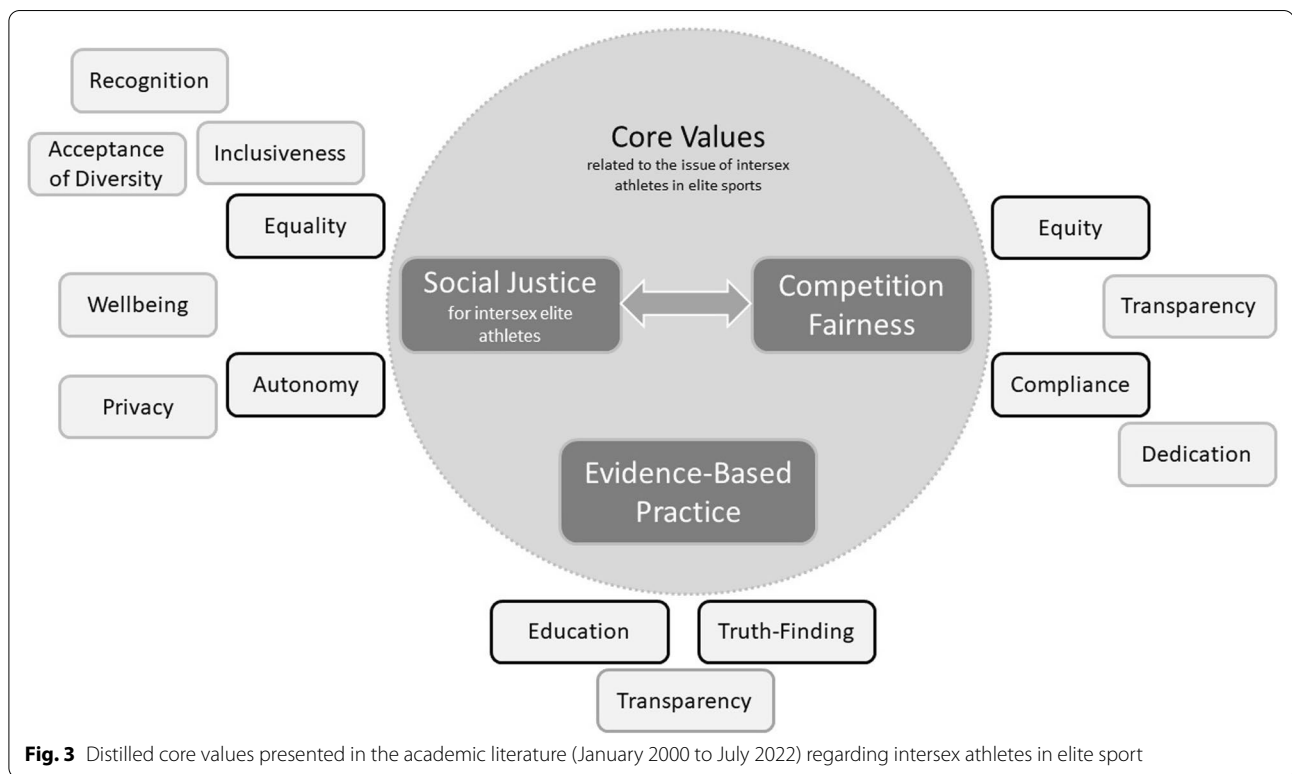 Recognition
Acceptance
of Diversity
Inclusiveness
Equality
Wellbeing
Privacy
Autonomy
Core Values
related to the issue of intersex
athletes in elite sports
Social Justice
for intersex elite
athletes
Competition
Fairness
Evidence-Based
Practice
Equity
Transparency
Compliance
Dedication
Education
Truth-Finding
Transparency
Fig. 3 Distilled core values presented in the academic literature (January 2000 to July 2022) regarding intersex athletes in elite sport